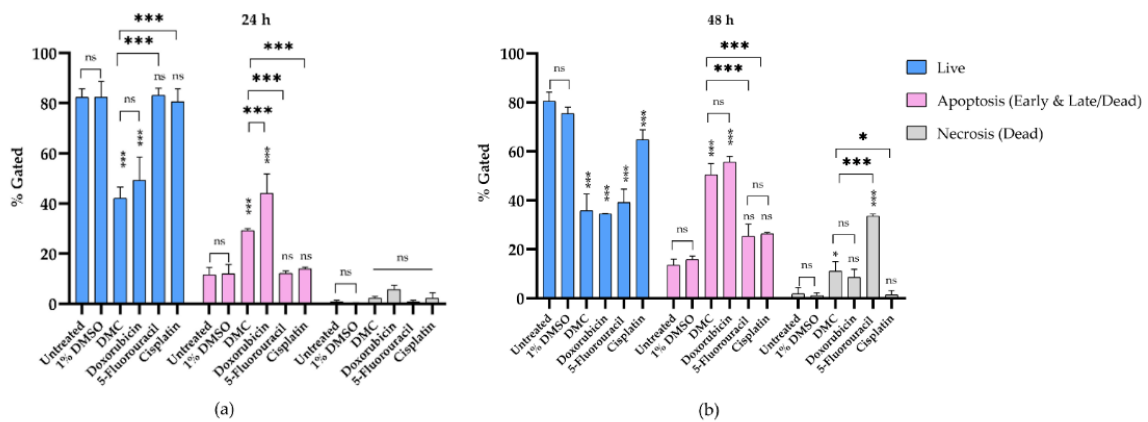 24 h
***
***
***
***
***
ns
ns
ns
ns
***
***
***
***
ns
ns
ns
ns
ns
% Gated
100
80
60
40
20
0
Untreated
1% DMSO
DMC
Doxorubicin
5-Fluorouracil
Cisplatin
Untreated
1% DMSO
DMC
Doxorubicin
5-Fluorouracil
Cisplatin
Untreated
1% DMSO
DMC
Doxorubicin
5-Fluorouracil
Cisplatin
(a)
48 h
***
***
ns
ns
***
***
***
***
***
***
ns
ns
ns
ns
*
***
ns
***
ns
*
ns
ns
% Gated
100
80
60
40
20
0
Untreated
1% DMSO
DMC
Doxorubicin
5-Fluorouracil
Cisplatin
Untreated
1% DMSO
DMC
Doxorubicin
5-Fluorouracil
Cisplatin
Untreated
1% DMSO
DMC
Doxorubicin
5-Fluorouracil
Cisplatin
(b)
Live
Apoptosis (Early & Late/Dead)
Necrosis (Dead)